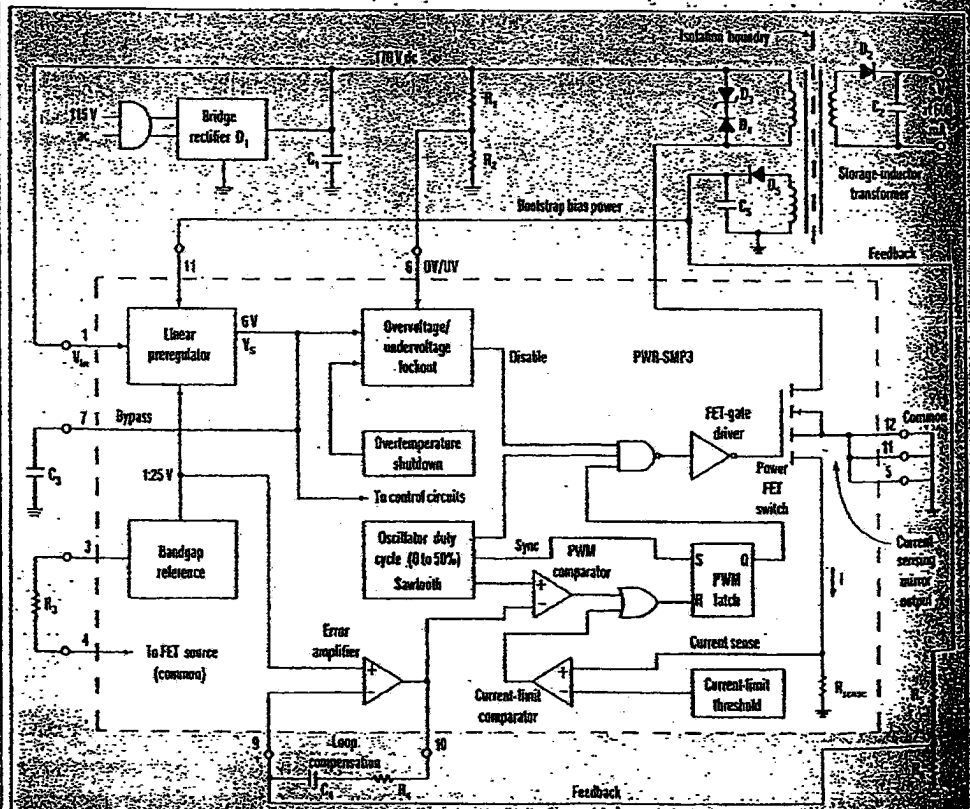 Isolation boundry
170 V dc
115 V
ac
Bridge
rectifier D1
C1
R1
R2
D3
D4
D2
C2
Storage-inductor
transformer
D5
C5
Bootstrap bias power
Feedback
11
6 OV/UV
1
Vin
Linear
preregulator
6 V
VS
Overvoltage/
undervoltage
lockout
Disable
PWR-SMP3
7 Bypass
C3
Overtemperature
shutdown
To control circuits
FET-gate
driver
Power
FET
switch
12 Common
11
5
1.25 V
3
Bandgap
reference
R3
4
To FET source
(common)
Oscillator duty
cycle (0 to 50%)
Sawtooth
Sync
PWM
comparator
S Q
PWM
latch
R
Current
sensing
mirror
output
i
Error
amplifier
Current-limit
comparator
Current sense
Current-limit
threshold
Rsense
9
10
Loop
compensation
C4
Feedback